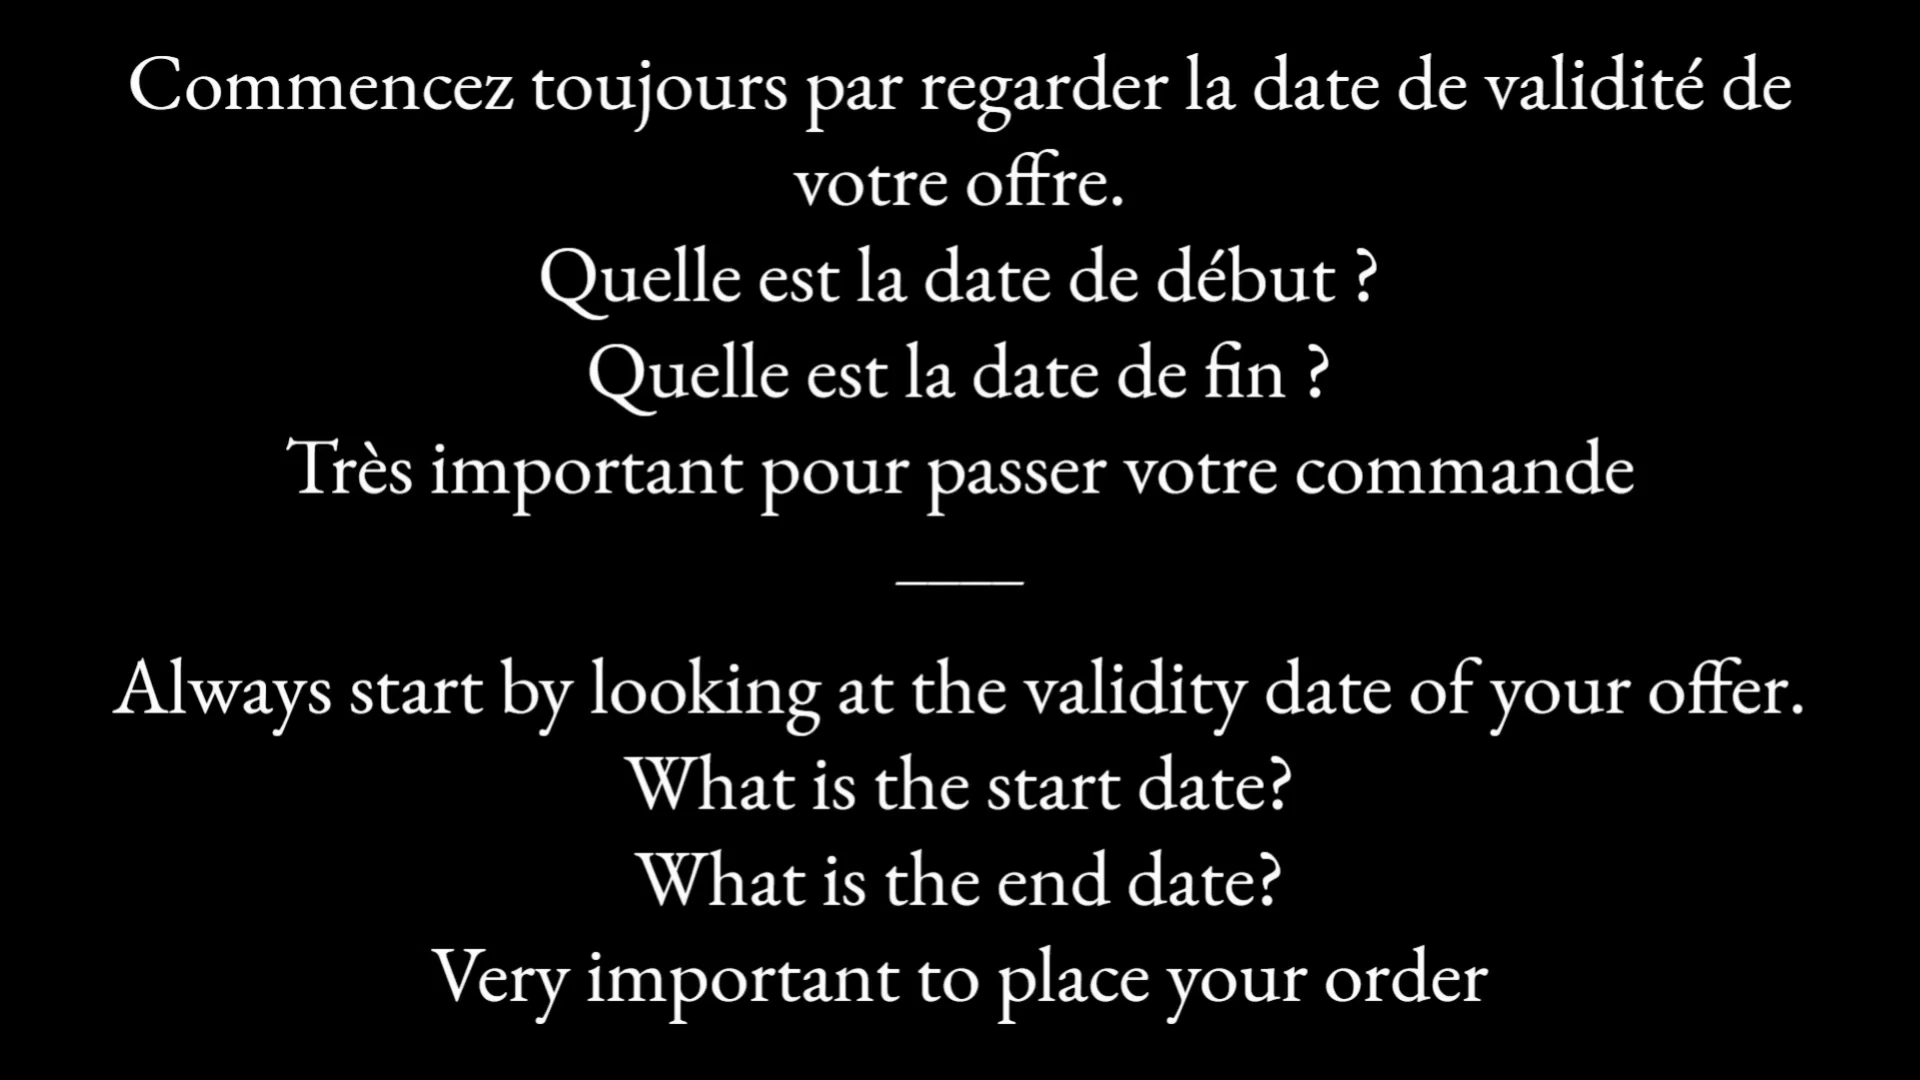 Commencez toujours par regarder la date de validité de
votre offre.
Quelle est la date de début ?
Quelle est la date de fin ?
Très important pour passer votre commande
____
Always start by looking at the validity date of your offer.
What is the start date?
What is the end date?
Very important to place your order